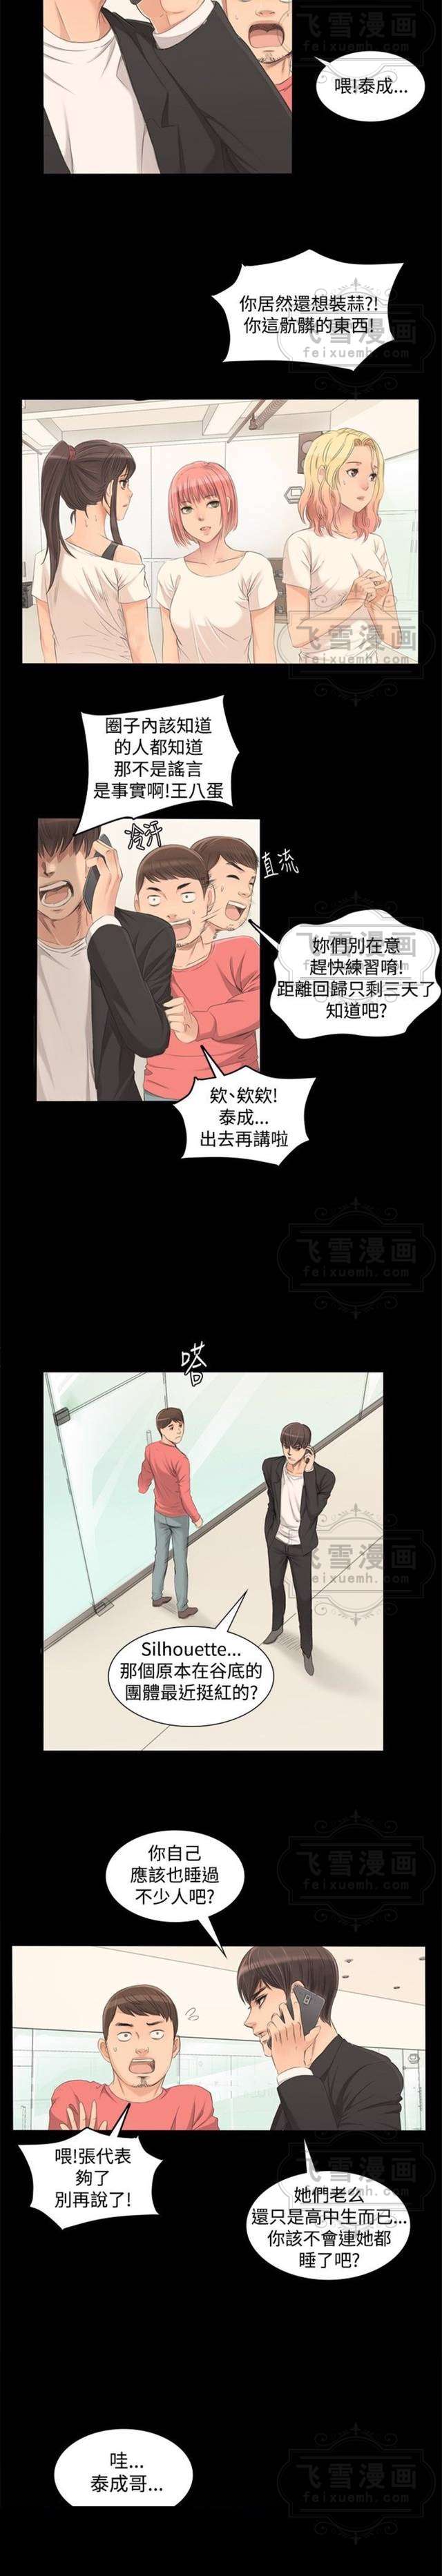 喂!泰成...
你居然還想裝蒜?!
你這骯髒的東西!
圈子內該知道
的人都知道
那不是謠言
是事實啊!王八蛋
冷汗
直流
妳們別在意
趕快練習唷!
距離回歸只剩三天了
知道吧?
欸、欸欸!
泰成...
出去再講啦
嗒
Silhouette...
那個原本在谷底的
團體最近挺紅的?
你自己
應該也睡過
不少人吧?
喂!張代表
夠了
別再說了!
她們老么
還只是高中生而已...
你該不會連她都
睡了吧?
哇...
泰成哥...
飞雪漫画
feixuemh.com